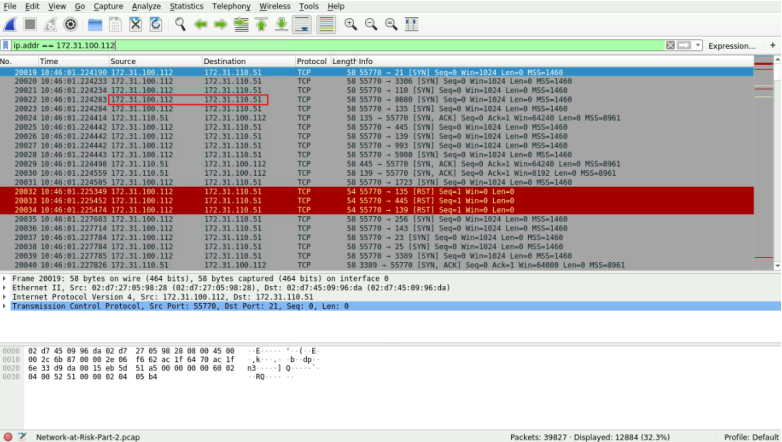 File Edit View Go Capture Analyze Statistics Telephony Wireless Tools Help
ip.addr == 172.31.100.112 Expression... +
No. Time Source Destination Protocol Length Info
20019 10:46:01.224190 172.31.100.112 172.31.110.51 TCP 58 55770 → 21 [SYN] Seq=0 Win=1024 Len=0 MSS=1460
20020 10:46:01.224233 172.31.100.112 172.31.110.51 TCP 58 55770 → 3306 [SYN] Seq=0 Win=1024 Len=0 MSS=1460
20021 10:46:01.224234 172.31.100.112 172.31.110.51 TCP 58 55770 → 110 [SYN] Seq=0 Win=1024 Len=0 MSS=1460
20022 10:46:01.224283 172.31.100.112 172.31.110.51 TCP 58 55770 → 8080 [SYN] Seq=0 Win=1024 Len=0 MSS=1460
20023 10:46:01.224284 172.31.100.112 172.31.110.51 TCP 58 55770 → 135 [SYN] Seq=0 Win=1024 Len=0 MSS=1460
20024 10:46:01.224414 172.31.110.51 172.31.100.112 TCP 58 135 → 55770 [SYN, ACK] Seq=0 Ack=1 Win=64240 Len=0 MSS=8961
20025 10:46:01.224442 172.31.100.112 172.31.110.51 TCP 58 55770 → 445 [SYN] Seq=0 Win=1024 Len=0 MSS=1460
20026 10:46:01.224442 172.31.100.112 172.31.110.51 TCP 58 55770 → 139 [SYN] Seq=0 Win=1024 Len=0 MSS=1460
20027 10:46:01.224442 172.31.100.112 172.31.110.51 TCP 58 55770 → 993 [SYN] Seq=0 Win=1024 Len=0 MSS=1460
20028 10:46:01.224443 172.31.100.112 172.31.110.51 TCP 58 55770 → 5900 [SYN] Seq=0 Win=1024 Len=0 MSS=1460
20029 10:46:01.224498 172.31.110.51 172.31.100.112 TCP 58 445 → 55770 [SYN, ACK] Seq=0 Ack=1 Win=64240 Len=0 MSS=8961
20030 10:46:01.224559 172.31.110.51 172.31.100.112 TCP 58 139 → 55770 [SYN, ACK] Seq=0 Ack=1 Win=8192 Len=0 MSS=8961
20031 10:46:01.224585 172.31.100.112 172.31.110.51 TCP 58 55770 → 1723 [SYN] Seq=0 Win=1024 Len=0 MSS=1460
20032 10:46:01.225349 172.31.100.112 172.31.110.51 TCP 54 55770 → 135 [RST] Seq=1 Win=0 Len=0
20033 10:46:01.225452 172.31.100.112 172.31.110.51 TCP 54 55770 → 445 [RST] Seq=1 Win=0 Len=0
20034 10:46:01.225474 172.31.100.112 172.31.110.51 TCP 54 55770 → 139 [RST] Seq=1 Win=0 Len=0
20035 10:46:01.227683 172.31.100.112 172.31.110.51 TCP 58 55770 → 256 [SYN] Seq=0 Win=1024 Len=0 MSS=1460
20036 10:46:01.227714 172.31.100.112 172.31.110.51 TCP 58 55770 → 143 [SYN] Seq=0 Win=1024 Len=0 MSS=1460
20037 10:46:01.227784 172.31.100.112 172.31.110.51 TCP 58 55770 → 23 [SYN] Seq=0 Win=1024 Len=0 MSS=1460
20038 10:46:01.227784 172.31.100.112 172.31.110.51 TCP 58 55770 → 25 [SYN] Seq=0 Win=1024 Len=0 MSS=1460
20039 10:46:01.227785 172.31.100.112 172.31.110.51 TCP 58 55770 → 3389 [SYN] Seq=0 Win=1024 Len=0 MSS=1460
20040 10:46:01.227826 172.31.110.51 172.31.100.112 TCP 58 3389 → 55770 [SYN, ACK] Seq=0 Ack=1 Win=64000 Len=0 MSS=8961
Frame 20019: 58 bytes on wire (464 bits), 58 bytes captured (464 bits) on interface 0
Ethernet II, Src: 02:d7:27:05:98:28 (02:d7:27:05:98:28), Dst: 02:d7:45:09:96:da (02:d7:45:09:96:da)
Internet Protocol Version 4, Src: 172.31.100.112, Dst: 172.31.110.51
Transmission Control Protocol, Src Port: 55770, Dst Port: 21, Seq: 0, Len: 0
0000 02 d7 45 09 96 da 02 d7 27 05 98 28 08 00 45 00 ··E····· '··(··E·
0010 00 2c 6b 87 00 00 2e 06 f6 62 ac 1f 64 70 ac 1f ·,k···.· ·b··dp··
0020 6e 33 d9 da 00 15 eb 5d 51 a5 00 00 00 00 60 02 n3·····] Q·····`·
0030 04 00 52 51 00 00 02 04 05 b4 ··RQ···· ··
Network-at-Risk-Part-2.pcap Packets: 39827 · Displayed: 12884 (32.3%) Profile: Default